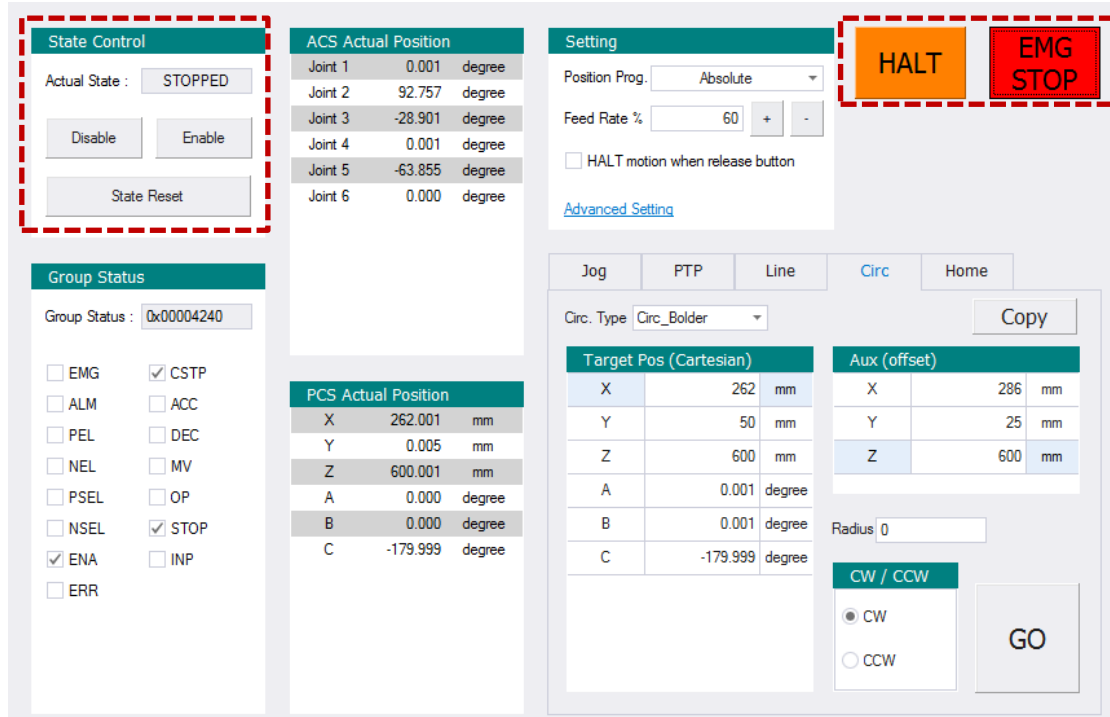 State Control
Actual State : STOPPED
Disable Enable
State Reset
Group Status
Group Status : 0x00004240
EMG CSTP
ALM ACC
PEL DEC
NEL MV
PSEL OP
NSEL STOP
ENA INP
ERR
ACS Actual Position
Joint 1 0.001 degree
Joint 2 92.757 degree
Joint 3 -28.901 degree
Joint 4 0.001 degree
Joint 5 -63.855 degree
Joint 6 0.000 degree
PCS Actual Position
X 262.001 mm
Y 0.005 mm
Z 600.001 mm
A 0.000 degree
B 0.000 degree
C -179.999 degree
Setting
Position Prog. Absolute
Feed Rate % 60 + -
HALT motion when release button
Advanced Setting
HALT
EMG
STOP
Jog PTP Line Circ Home
Circ. Type Circ_Bolder Copy
Target Pos (Cartesian)
X 262 mm
Y 50 mm
Z 600 mm
A 0.001 degree
B 0.001 degree
C -179.999 degree
Aux (offset)
X 286 mm
Y 25 mm
Z 600 mm
Radius 0
CW / CCW
CW
CCW
GO